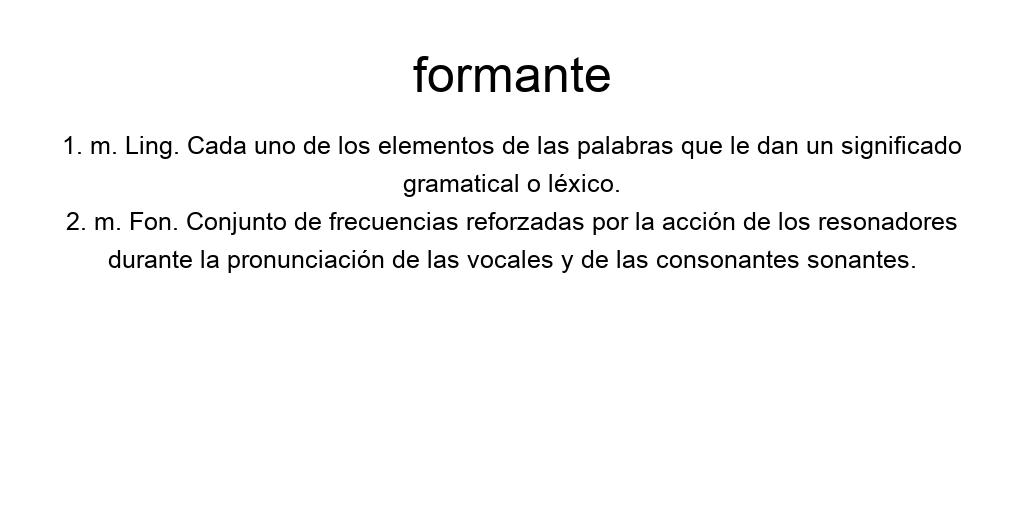 formante
1. m. Ling. Cada uno de los elementos de las palabras que le dan un significado
gramatical o léxico.
2. m. Fon. Conjunto de frecuencias reforzadas por la acción de los resonadores
durante la pronunciación de las vocales y de las consonantes sonantes.